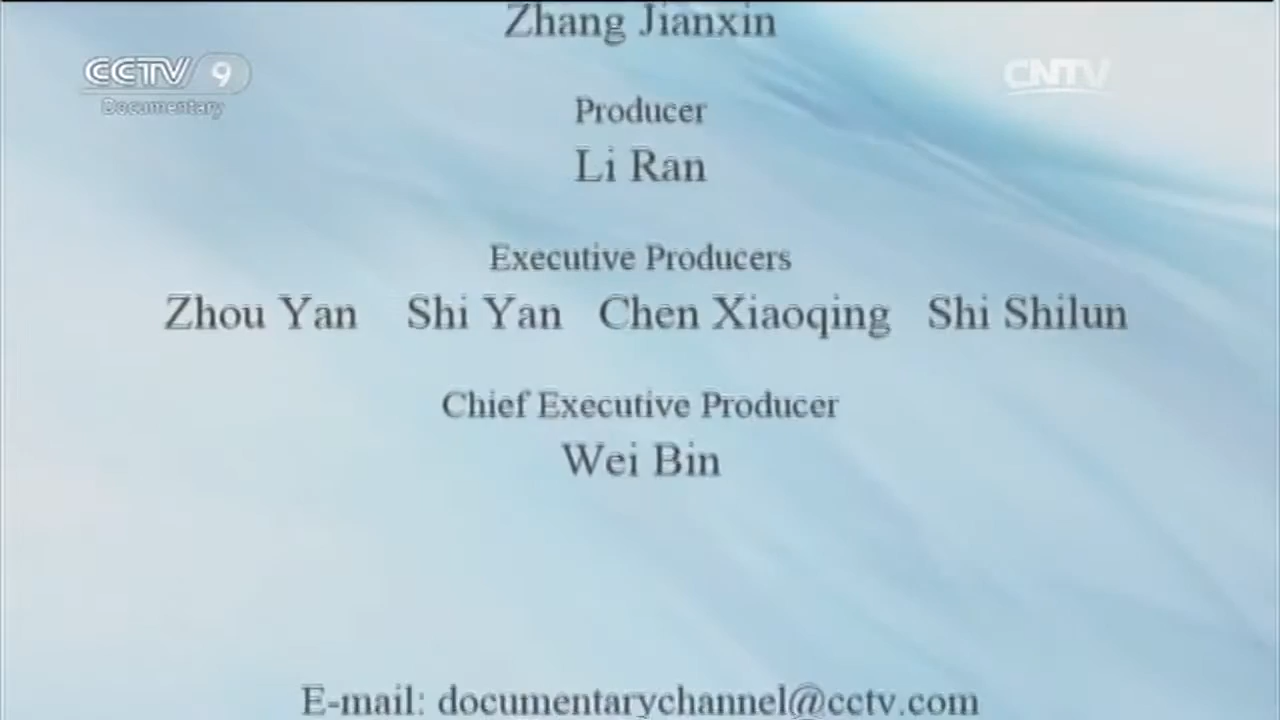 Zhang Jianxin
CCTV 9
Documentary
CNTV
Producer
Li Ran
Executive Producers
Zhou Yan Shi Yan Chen Xiaoqing Shi Shilun
Chief Executive Producer
Wei Bin
E-mail: documentarychannel@cctv.com